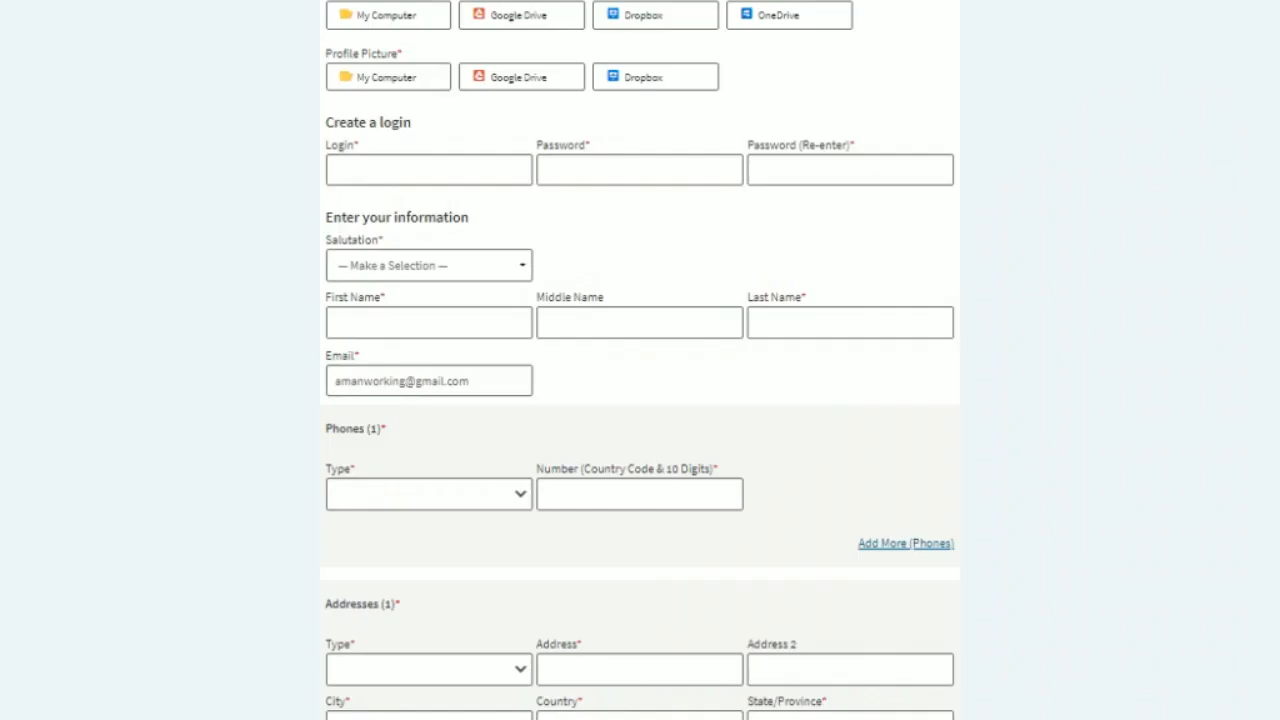 My Computer Google Drive Dropbox OneDrive
Profile Picture*
My Computer Google Drive Dropbox
Create a login
Login* Password* Password (Re-enter)*
Enter your information
Salutation*
— Make a Selection —
First Name* Middle Name Last Name*
Email*
amanworking@gmail.com
Phones (1)*
Type* Number (Country Code & 10 Digits)*
Add More (Phones)
Addresses (1)*
Type* Address* Address 2
City* Country* State/Province*